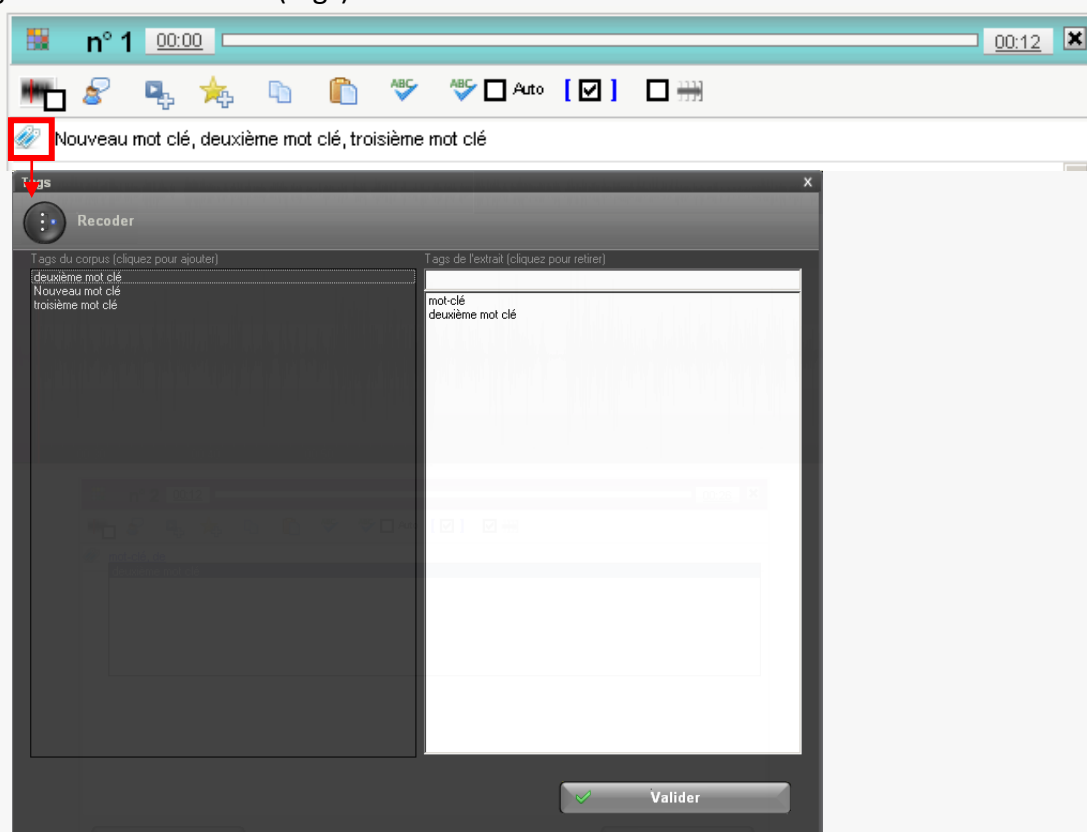 n° 1 00:00 00:12
ABC ABC Auto [ ]
Nouveau mot clé, deuxième mot clé, troisième mot clé
Tags X
Recoder
Tags du corpus (cliquez pour ajouter) Tags de l'extrait (cliquez pour retirer)
deuxième mot clé
Nouveau mot clé
troisième mot clé
mot-clé
deuxième mot clé
Valider